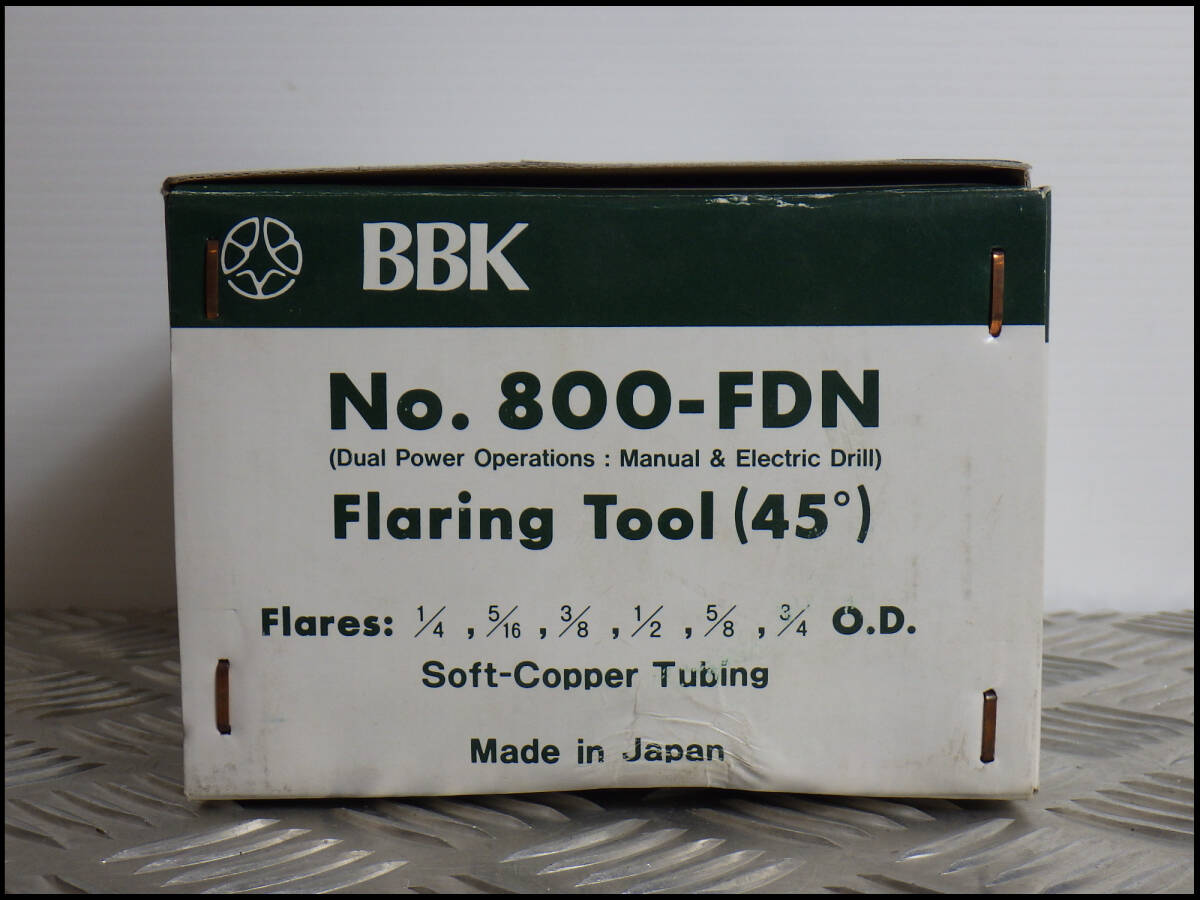 BBK
No. 800-FDN
(Dual Power Operations : Manual & Electric Drill)
Flaring Tool (45°)
Flares: 1/4 , 5/16 , 3/8 , 1/2 , 5/8 , 3/4 O.D.
Soft-Copper Tubing
Made in Japan